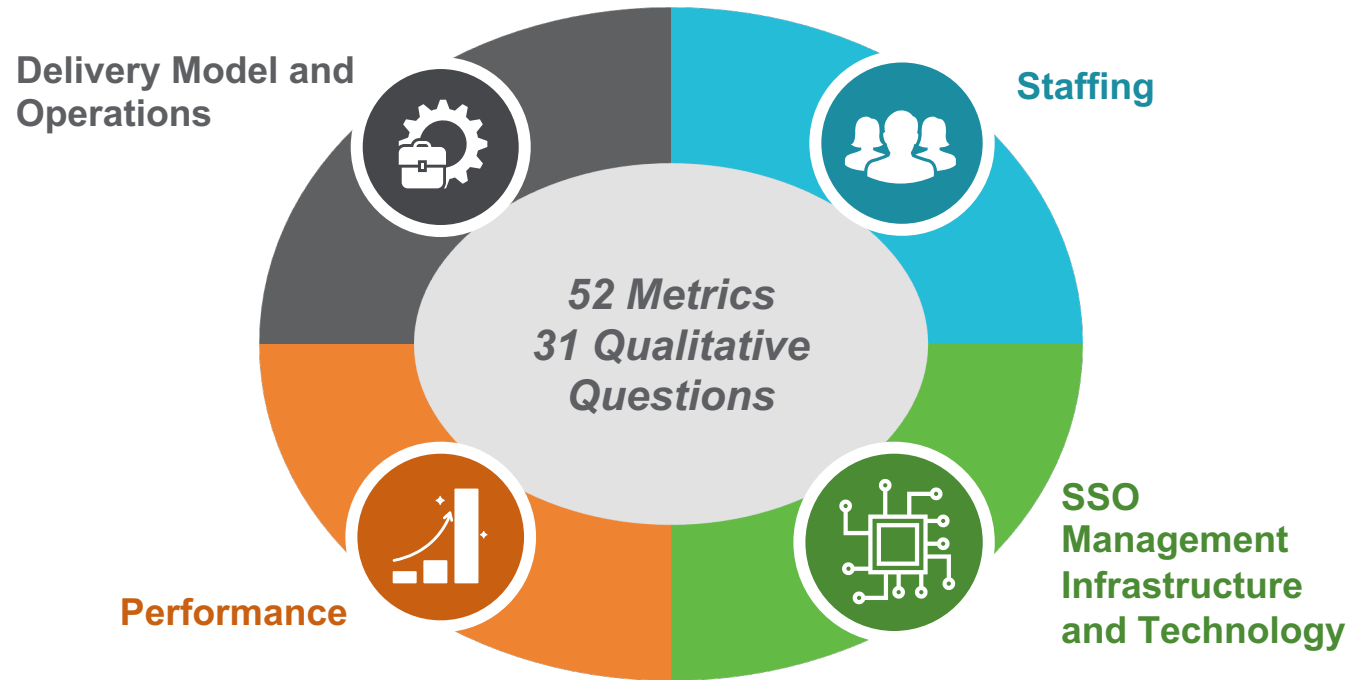 Delivery Model and
Operations
Staffing
52 Metrics
31 Qualitative
Questions
Performance
SSO
Management
Infrastructure
and Technology